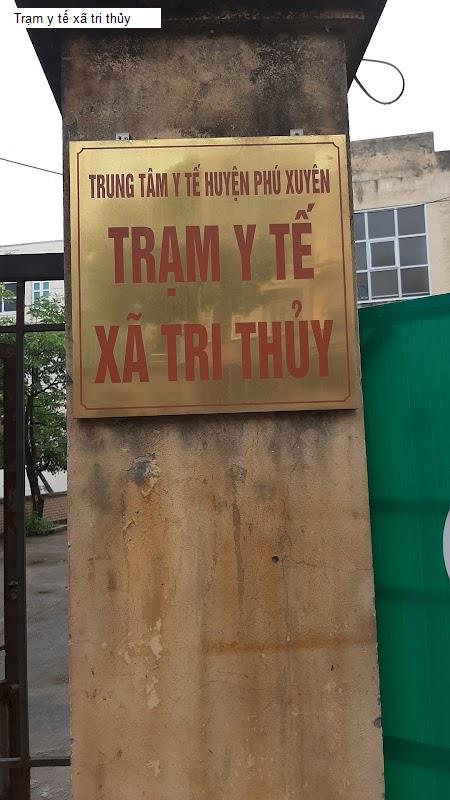 Trạm y tế xã tri thủy
TRUNG TÂM Y TẾ HUYỆN PHÚ XUYÊN
TRẠM Y TẾ
XÃ TRI THỦY